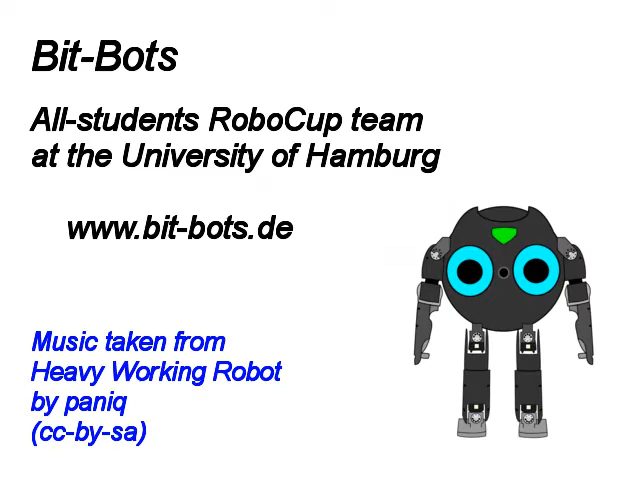 Bit-Bots
All-students RoboCup team
at the University of Hamburg
www.bit-bots.de
Music taken from
Heavy Working Robot
by paniq
(cc-by-sa)